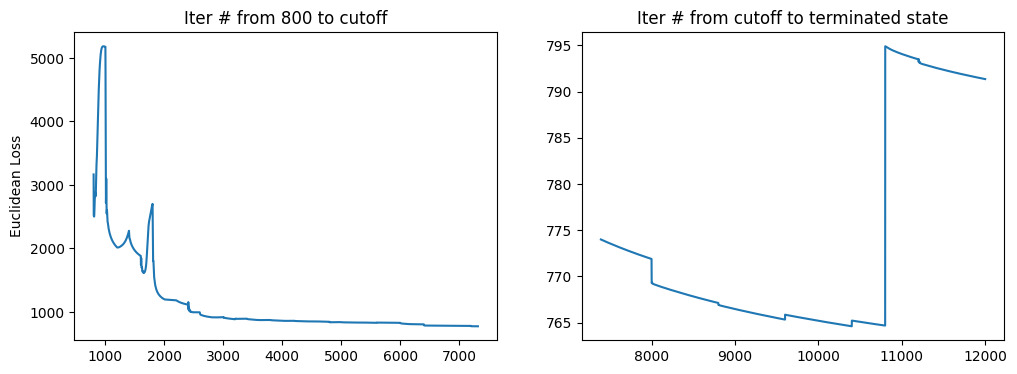 Iter # from 800 to cutoff
Iter # from cutoff to terminated state
Euclidean Loss
5000
4000
3000
2000
1000
1000 2000 3000 4000 5000 6000 7000
795
790
785
780
775
770
765
8000 9000 10000 11000 12000